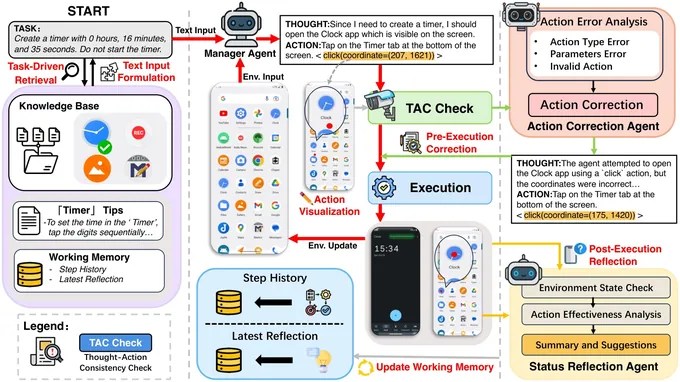 START
TASK:
Create a timer with 0 hours, 16 minutes,
and 35 seconds. Do not start the timer.
Task-Driven
Retrieval
Text Input
Formulation
Knowledge Base
REC
「Timer」 Tips
-To set the time in the ‘ Timer’,
tap the digits sequentially…
Working Memory
- Step History
- Latest Reflection
Legend：
TAC Check
Thought-Action
Consistency Check
Text Input
Manager Agent
Env. Input
THOUGHT:Since I need to create a timer, I should
open the Clock app which is visible on the screen.
ACTION:Tap on the Timer tab at the bottom of the
screen. < click(coordinate=(207, 1621)) >
Clock
Action
Visualization
TAC Check
Pre-Execution
Correction
Execution
Env. Update
15:34
Clock
Step History
Latest Reflection
Update Working Memory
Action Error Analysis
• Action Type Error
• Parameters Error
• Invalid Action
Action Correction
Action Correction Agent
THOUGHT:The agent attempted to open
the Clock app using a `click` action, but
the coordinates were incorrect…
ACTION:Tap on the Timer tab at the
bottom of the screen.
< click(coordinate=(175, 1420)) >
Post-Execution
Reflection
Environment State Check
Action Effectiveness Analysis
Summary and Suggestions
Status Reflection Agent